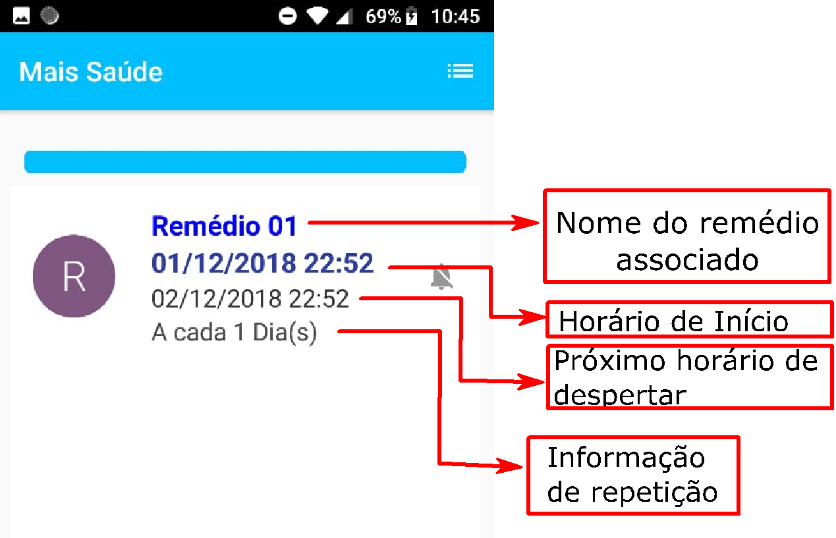 69% 10:45
Mais Saúde
Remédio 01
R
01/12/2018 22:52
02/12/2018 22:52
A cada 1 Dia(s)
Nome do remédio
associado
Horário de Início
Próximo horário de
despertar
Informação
de repetição